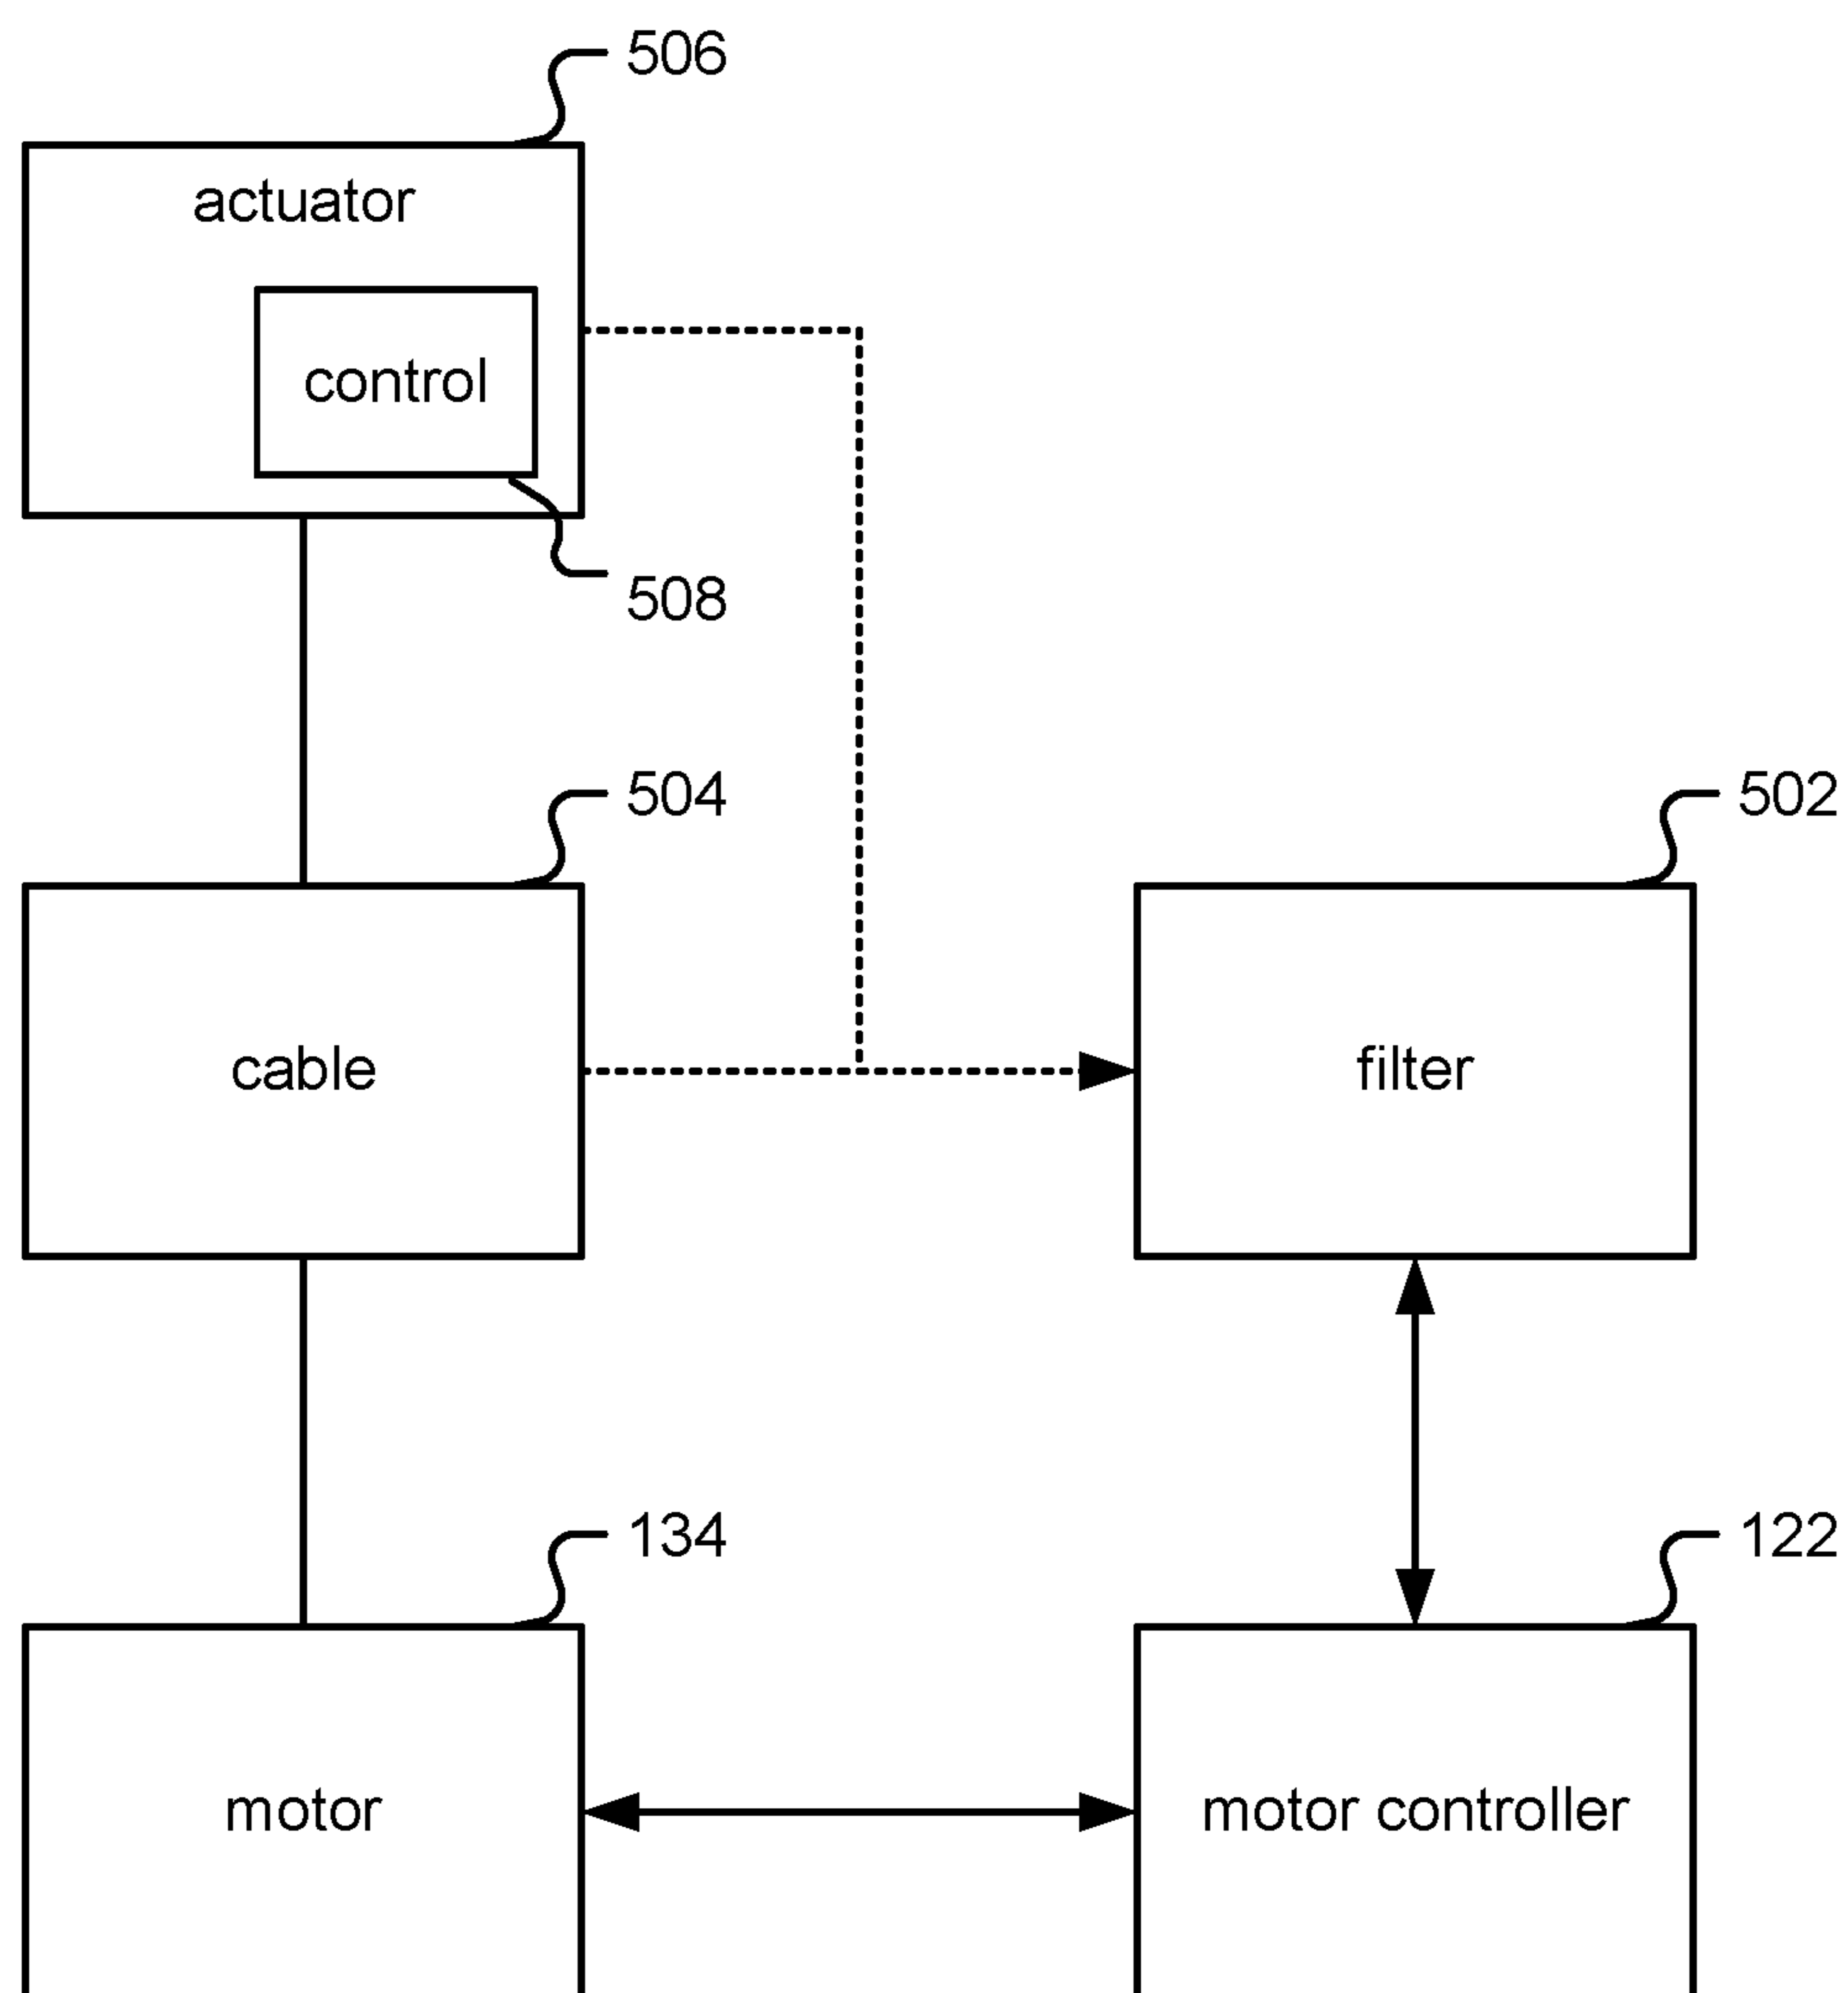 506
actuator
control
508
504
502
cable
filter
134
122
motor
motor controller